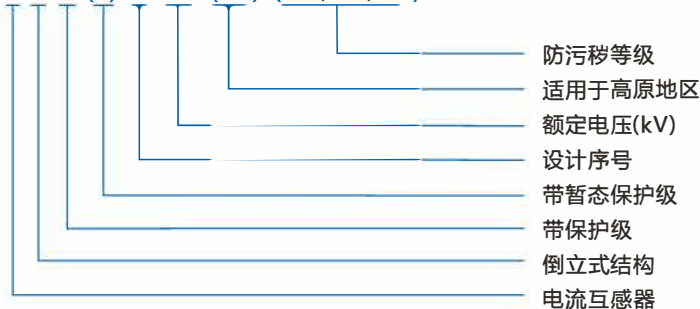 防污秽等级
适用于高原地区
额定电压(kV)
设计序号
带暂态保护级
带保护级
倒立式结构
电流互感器